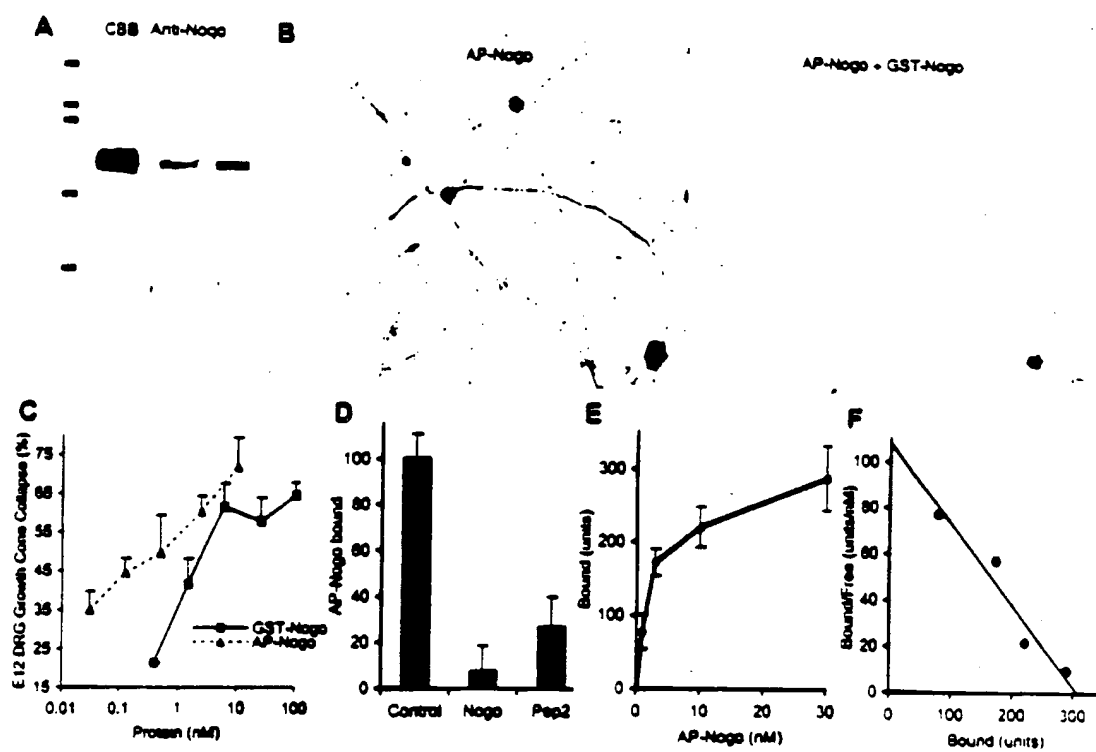 A
CBB Anti-Nogo
B
AP-Nogo
AP-Nogo + GST-Nogo
C
E12 DRG Growth Cone Collapse (%)
75
65
55
45
35
25
15
0.01 0.1 1 10 100
Protein (nM)
GST-Nogo
AP-Nogo
D
AP-Nogo bound
100
80
60
40
20
0
Control Nogo Pep2
E
Bound (units)
300
200
100
0
0 10 20 30
AP-Nogo (nM)
F
Bound/Free (units/nM)
100
80
60
40
20
0
0 100 200 300
Bound (units)